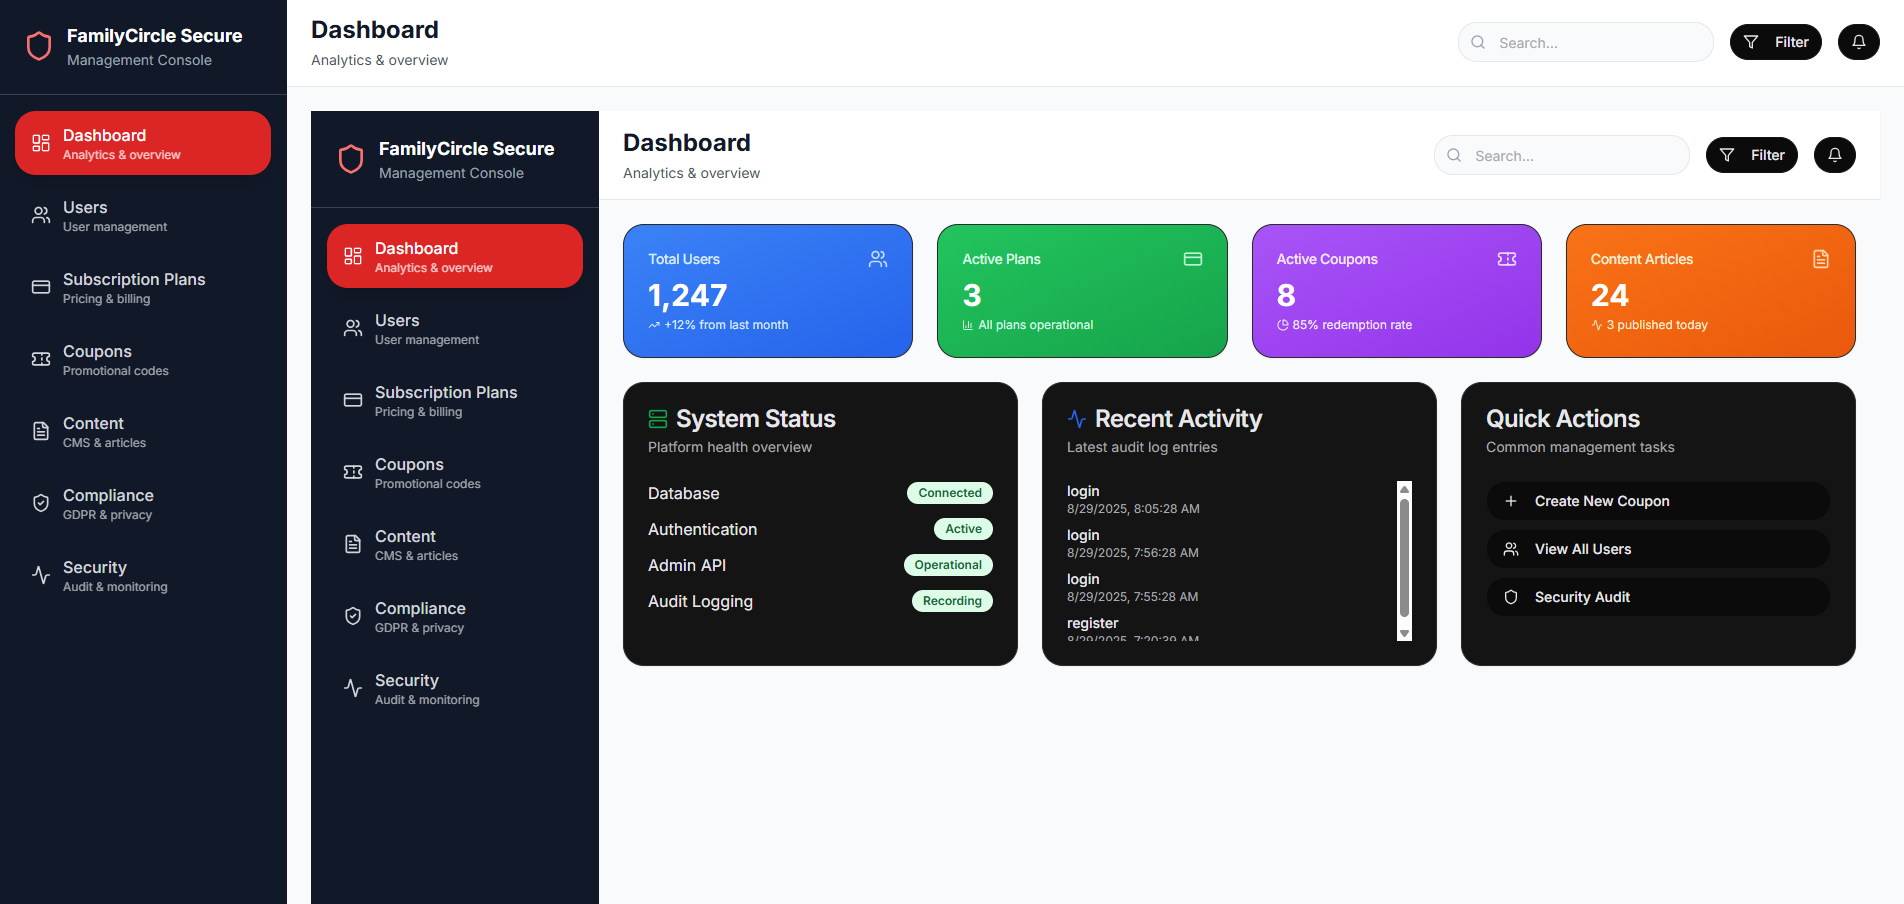 FamilyCircle Secure
Management Console
Dashboard
Analytics & overview
Users
User management
Subscription Plans
Pricing & billing
Coupons
Promotional codes
Content
CMS & articles
Compliance
GDPR & privacy
Security
Audit & monitoring
Dashboard
Analytics & overview
Search...
Filter
FamilyCircle Secure
Management Console
Dashboard
Analytics & overview
Users
User management
Subscription Plans
Pricing & billing
Coupons
Promotional codes
Content
CMS & articles
Compliance
GDPR & privacy
Security
Audit & monitoring
Dashboard
Analytics & overview
Search...
Filter
Total Users
1,247
+12% from last month
Active Plans
3
All plans operational
Active Coupons
8
85% redemption rate
Content Articles
24
3 published today
System Status
Platform health overview
Database Connected
Authentication Active
Admin API Operational
Audit Logging Recording
Recent Activity
Latest audit log entries
login
8/29/2025, 8:05:28 AM
login
8/29/2025, 7:56:28 AM
login
8/29/2025, 7:55:28 AM
register
8/29/2025, 7:20:39 AM
Quick Actions
Common management tasks
Create New Coupon
View All Users
Security Audit